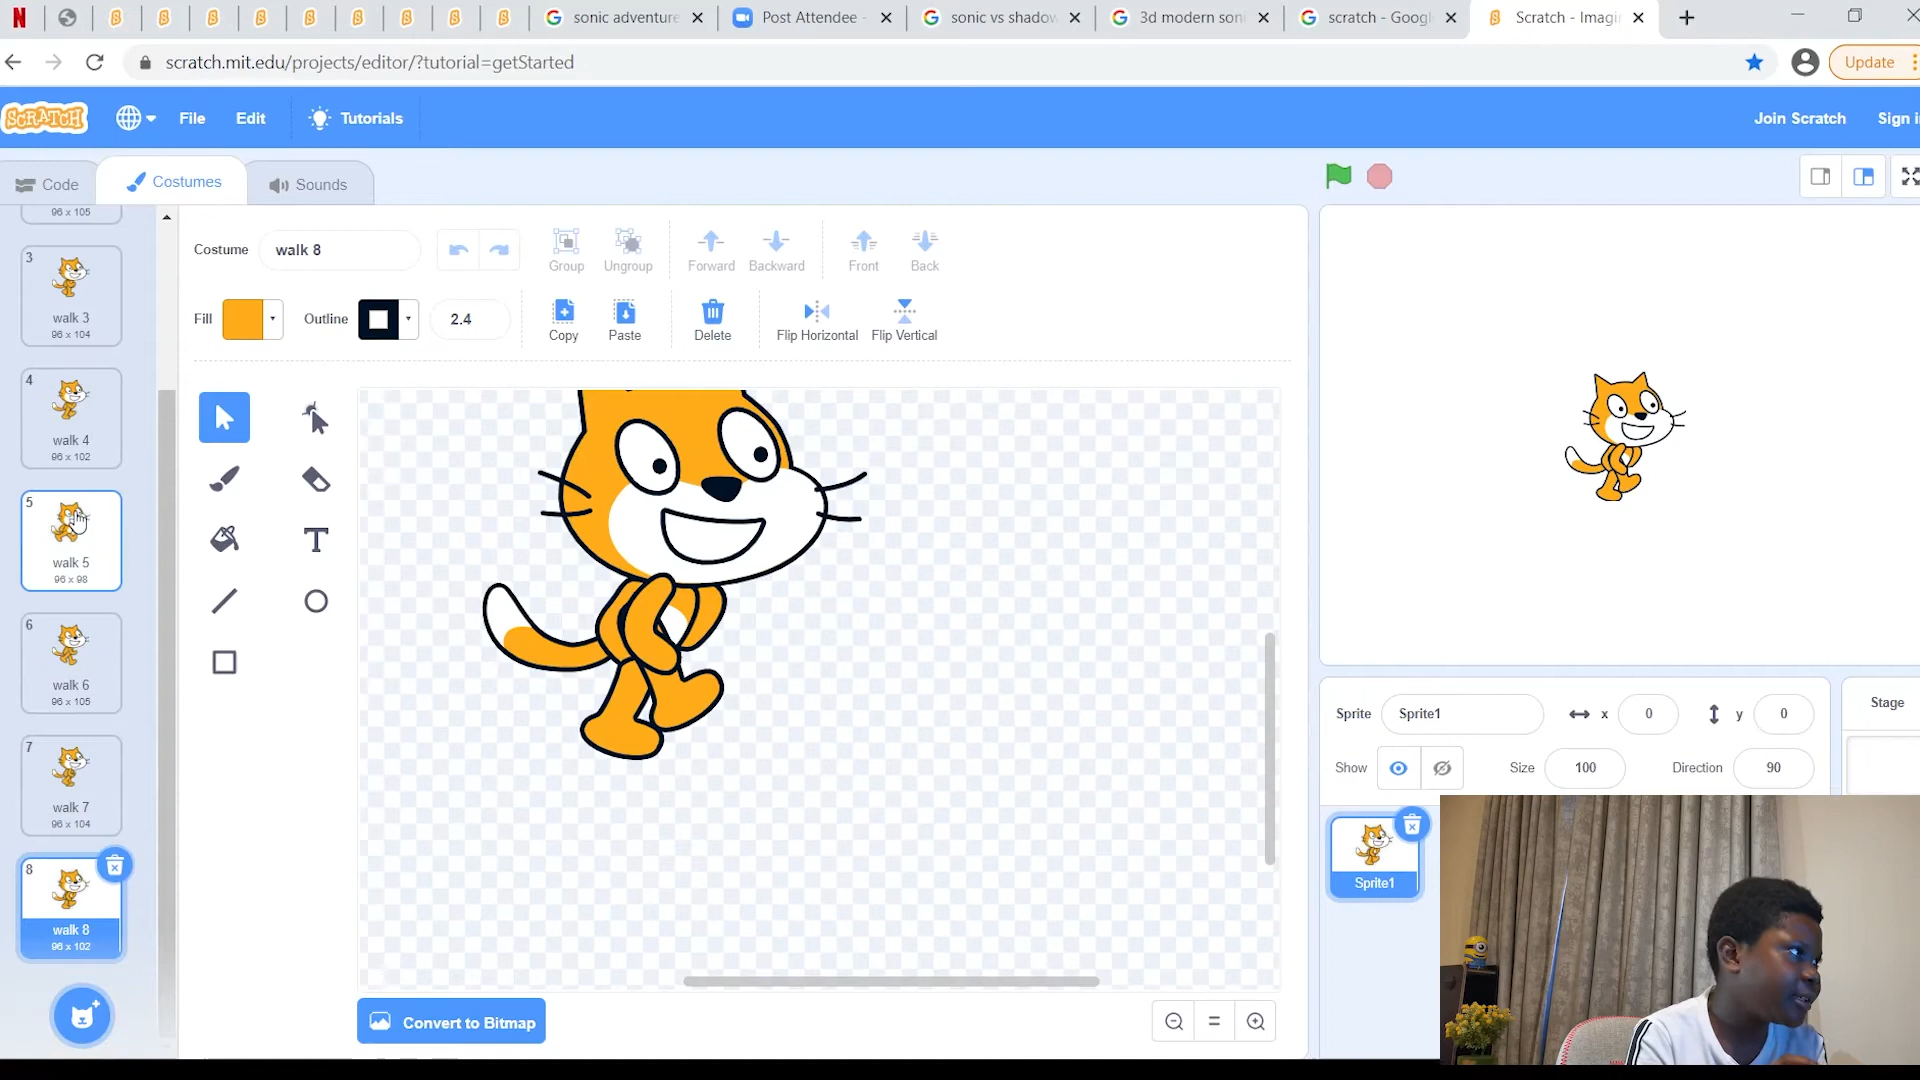 sonic adventure
Post Attendee -
sonic vs shadow
3d modern soni
scratch - Google
Scratch - Imagi
scratch.mit.edu/projects/editor/?tutorial=getStarted
Update
SCRATCH
File
Edit
Tutorials
Join Scratch
Sign i
Code
Costumes
Sounds
96 x 105
3
walk 3
96 x 104
4
walk 4
96 x 102
5
walk 5
96 x 98
6
walk 6
96 x 105
7
walk 7
96 x 104
8
walk 8
96 x 102
Costume
walk 8
Group
Ungroup
Forward
Backward
Front
Back
Fill
Outline
2.4
Copy
Paste
Delete
Flip Horizontal
Flip Vertical
T
Convert to Bitmap
Sprite
Sprite1
x
0
y
0
Show
Size
100
Direction
90
Stage
Sprite1